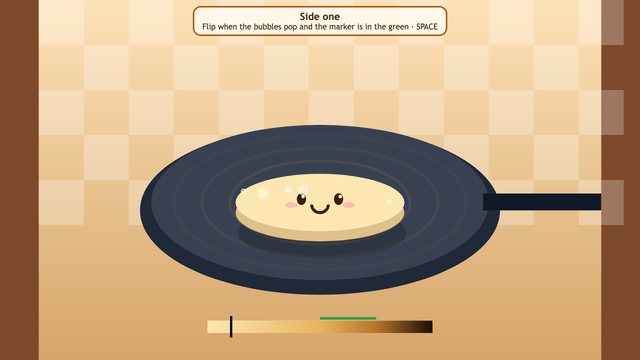 Side one
Flip when the bubbles pop and the marker is in the green · SPACE